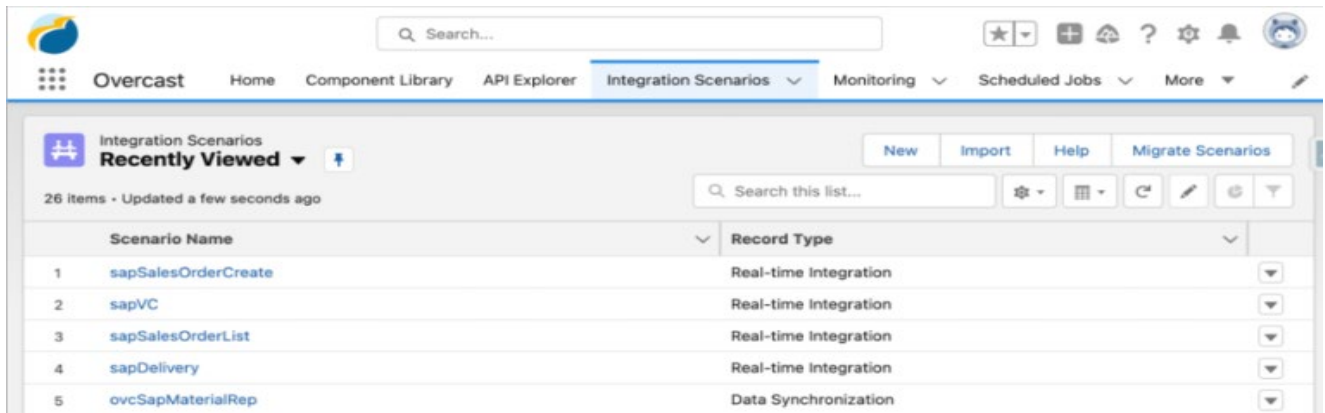 Search...
Overcast Home Component Library API Explorer Integration Scenarios Monitoring Scheduled Jobs More
Integration Scenarios
Recently Viewed
New Import Help Migrate Scenarios
26 items • Updated a few seconds ago
Search this list...
Scenario Name Record Type
1 sapSalesOrderCreate Real-time Integration
2 sapVC Real-time Integration
3 sapSalesOrderList Real-time Integration
4 sapDelivery Real-time Integration
5 ovcSapMaterialRep Data Synchronization